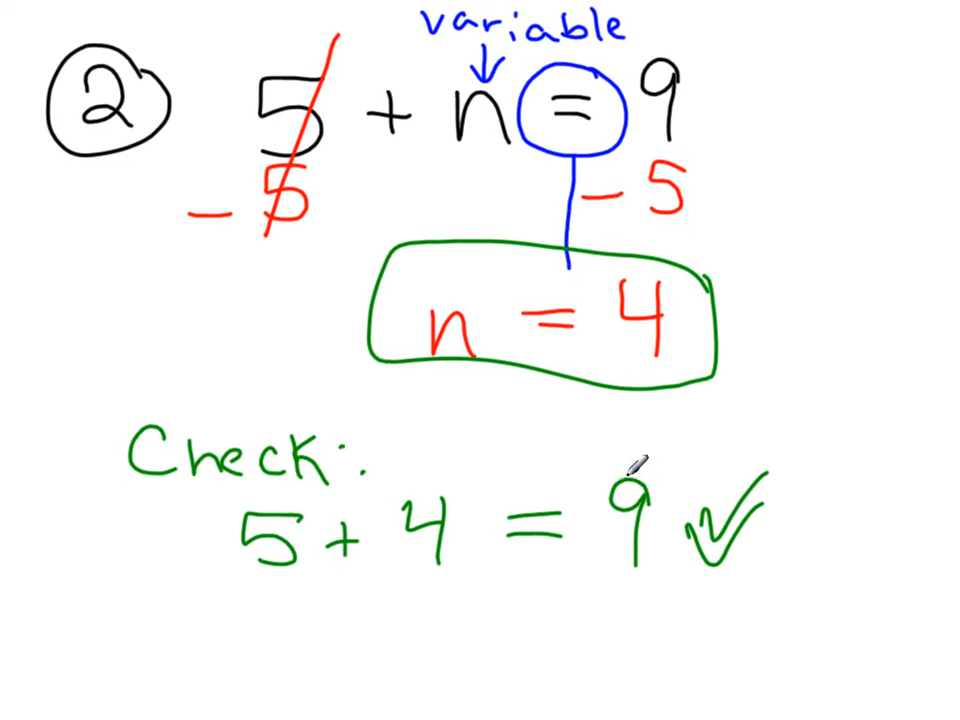 variable
② 5 + n = 9
- 5 - 5
n = 4
Check:
5 + 4 = 9 ✓